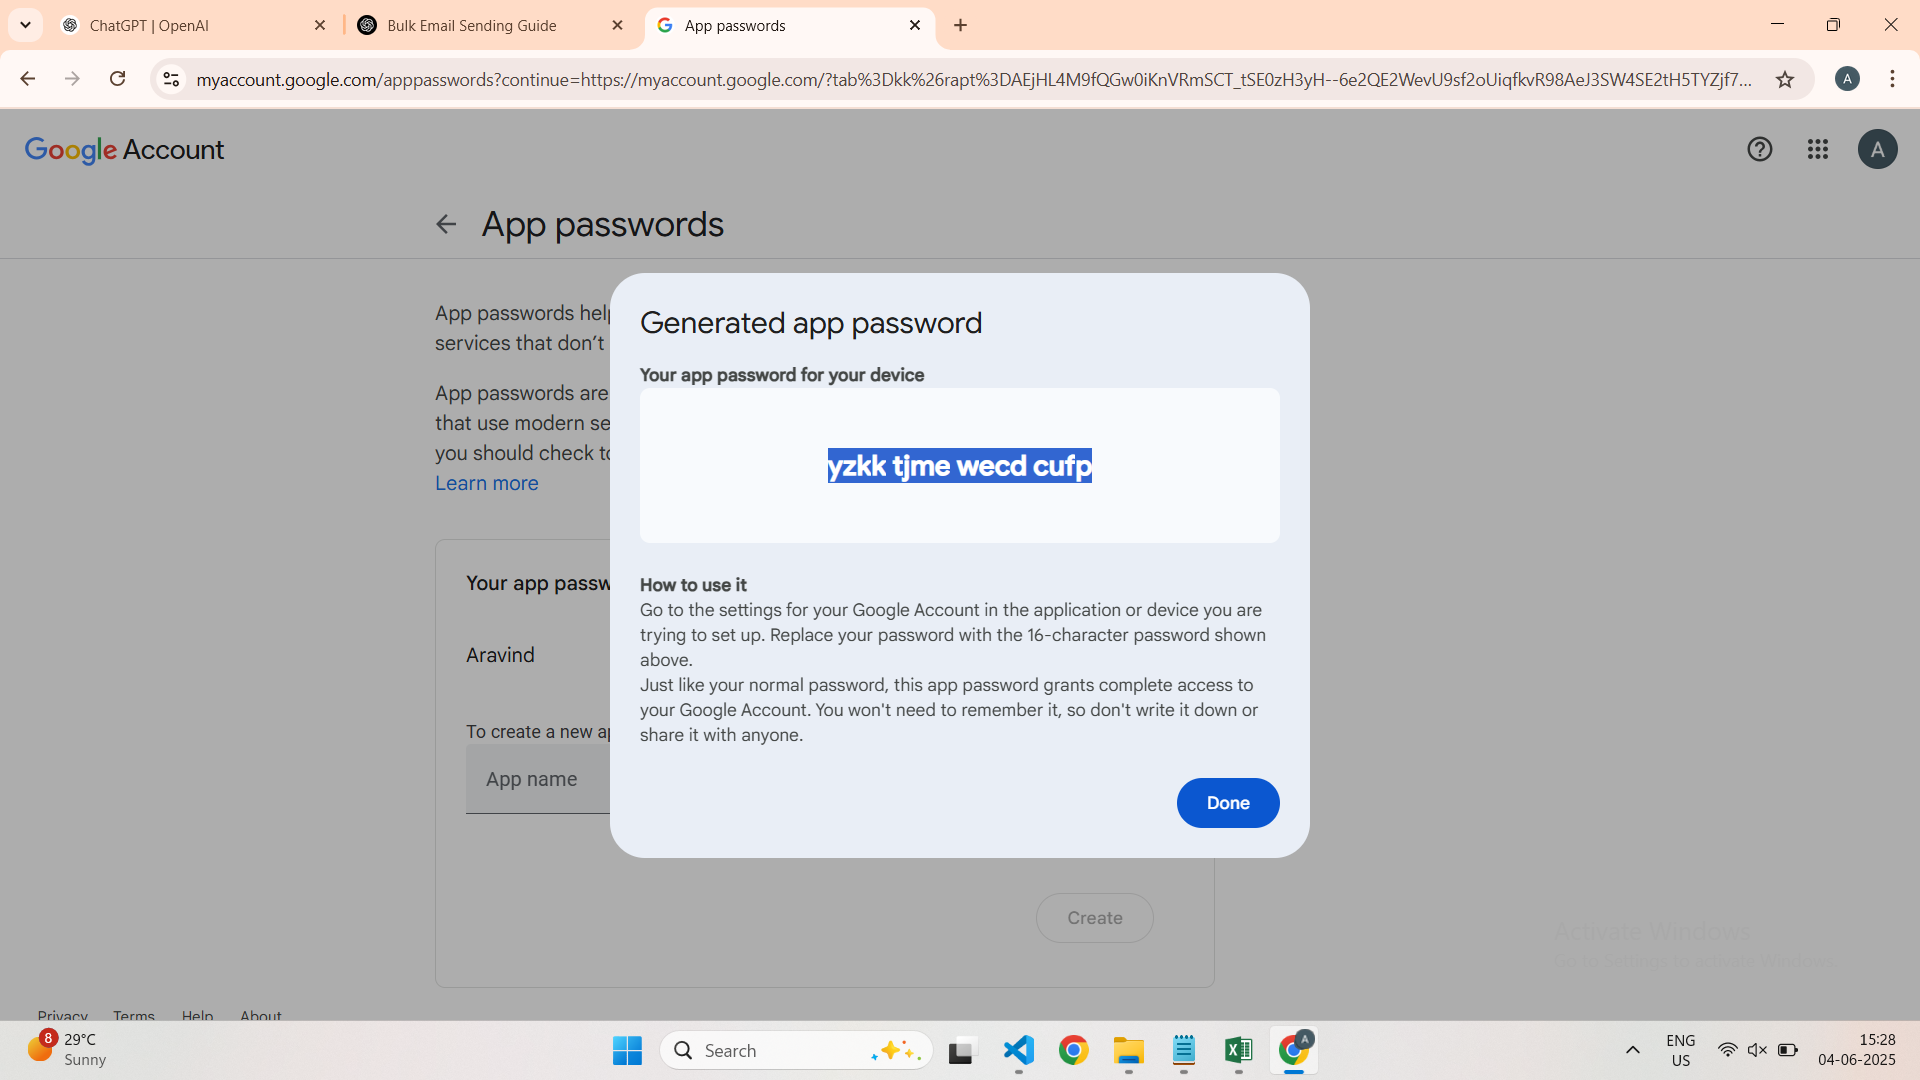 ChatGPT | OpenAI
Bulk Email Sending Guide
App passwords
myaccount.google.com/apppasswords?continue=https://myaccount.google.com/?tab%3Dkk%26rapt%3DAEjHL4M9fQGw0iKnVRmSCT_tSE0zH3yH--6e2QE2WevU9sf2oUiqfkvR98AeJ3SW4SE2tH5TYZjf7...
A
Google Account
A
App passwords
App passwords help
services that don't
App passwords are
that use modern se
you should check to
Learn more
Your app passw
Aravind
To create a new ap
App name
Create
Generated app password
Your app password for your device
yzkk tjme wecd cufp
How to use it
Go to the settings for your Google Account in the application or device you are
trying to set up. Replace your password with the 16-character password shown
above.
Just like your normal password, this app password grants complete access to
your Google Account. You won't need to remember it, so don't write it down or
share it with anyone.
Done
Activate Windows
Go to Settings to activate Windows.
Privacy Terms Help About
8
29°C
Sunny
Search
A
ENG
US
15:28
04-06-2025